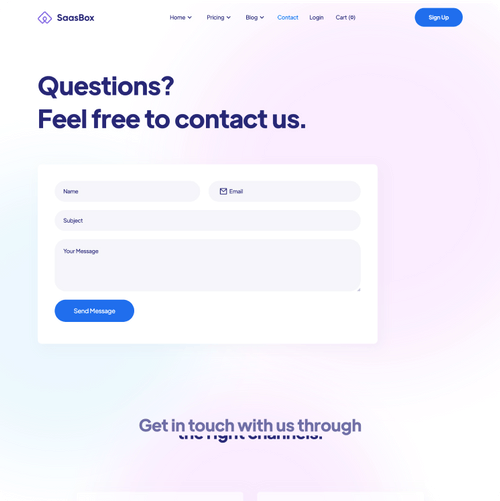 SaasBox
Home Pricing Blog Contact Login Cart (0) Sign Up
Questions?
Feel free to contact us.
Name Email
Subject
Your Message
Send Message
Get in touch with us through
the right channels.